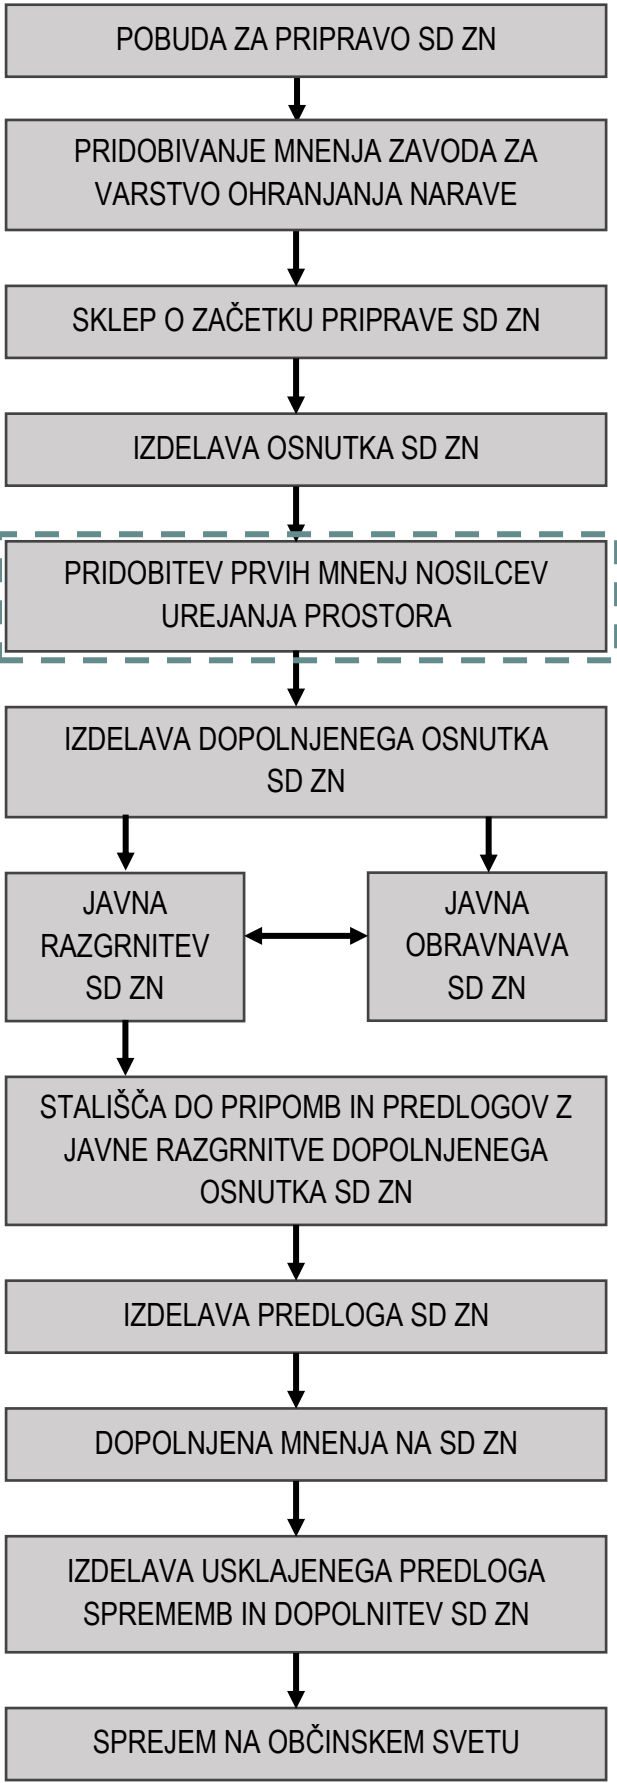 POBUDA ZA PRIPRAVO SD ZN
PRIDOBIVANJE MNENJA ZAVODA ZA
VARSTVO OHRANJANJA NARAVE
SKLEP O ZAČETKU PRIPRAVE SD ZN
IZDELAVA OSNUTKA SD ZN
PRIDOBITEV PRVIH MNENJ NOSILCEV
UREJANJA PROSTORA
IZDELAVA DOPOLNJENEGA OSNUTKA
SD ZN
JAVNA
RAZGRNITEV
SD ZN
JAVNA
OBRAVNAVA
SD ZN
STALIŠČA DO PRIPOMB IN PREDLOGOV Z
JAVNE RAZGRNITVE DOPOLNJENEGA
OSNUTKA SD ZN
IZDELAVA PREDLOGA SD ZN
DOPOLNJENA MNENJA NA SD ZN
IZDELAVA USKLAJENEGA PREDLOGA
SPREMEMB IN DOPOLNITEV SD ZN
SPREJEM NA OBČINSKEM SVETU